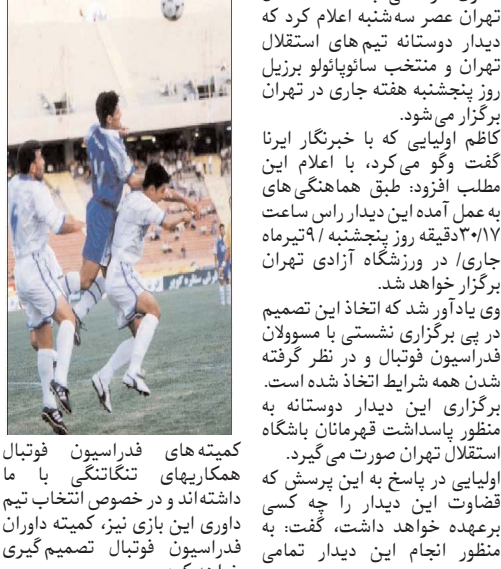 تهران عصر سه‌شنبه اعلام کرد که
دیدار دوستانه تیم های استقلال
تهران و منتخب سائوپائولو برزیل
روز پنجشنبه هفته جاری در تهران
برگزار می‌شود.
کاظم اولیایی که با خبرنگار ایرنا
گفت وگو می‌کرد، با اعلام این
مطلب افزود: طبق هماهنگی های
به عمل آمده این دیدار راس ساعت
۳۰/۱۷دقیقه روز پنجشنبه /۹تیرماه
جاری/ در ورزشگاه آزادی تهران
برگزار خواهد شد.
وی یادآور شد که اتخاذ این تصمیم
در پی برگزاری نشستی با مسوولان
فدراسیون فوتبال و در نظر گرفته
شدن همه شرایط اتخاذ شده است.
برگزاری این دیدار دوستانه به
منظور پاسداشت قهرمانان باشگاه
استقلال تهران صورت می گیرد.
اولیایی در پاسخ به این پرسش که
قضاوت این دیدار را چه کسی
برعهده خواهد داشت، گفت: به
منظور انجام این دیدار تمامی
کمیته های فدراسیون فوتبال
همکاریهای تنگاتنگی با ما
داشته‌اند و در خصوص انتخاب تیم
داوری این بازی نیز، کمیته داوران
فدراسیون فوتبال تصمیم گیری